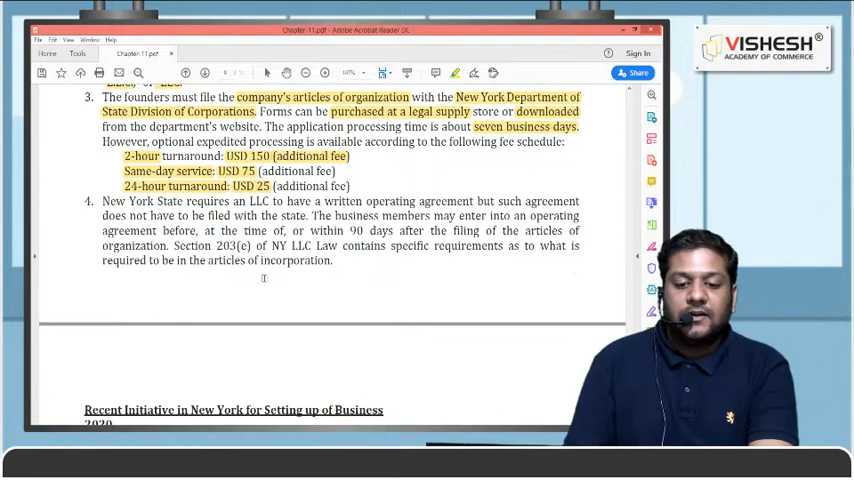 Chapter-11.pdf - Adobe Acrobat Reader DC
File Edit View Window Help
Home Tools Chapter-11.pdf × Sign In
147% Share
VISHESH®
ACADEMY OF COMMERCE
3. The founders must file the company's articles of organization with the New York Department of
State Division of Corporations. Forms can be purchased at a legal supply store or downloaded
from the department's website. The application processing time is about seven business days.
However, optional expedited processing is available according to the following fee schedule:
2-hour turnaround: USD 150 (additional fee)
Same-day service: USD 75 (additional fee)
24-hour turnaround: USD 25 (additional fee)
4. New York State requires an LLC to have a written operating agreement but such agreement
does not have to be filed with the state. The business members may enter into an operating
agreement before, at the time of, or within 90 days after the filing of the articles of
organization. Section 203(e) of NY LLC Law contains specific requirements as to what is
required to be in the articles of incorporation.
Recent Initiative in New York for Setting up of Business